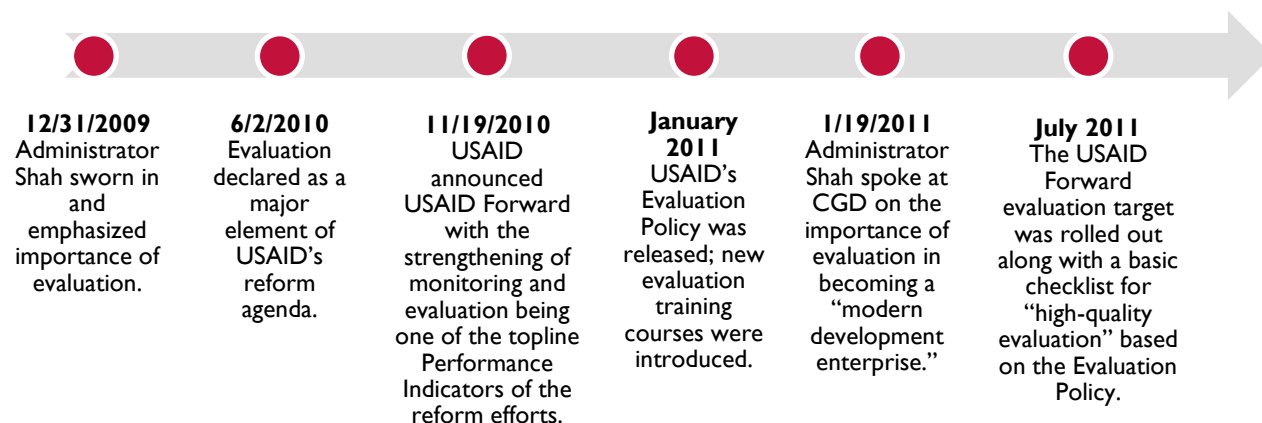 12/31/2009
Administrator
Shah sworn in
and
emphasized
importance of
evaluation.
6/2/2010
Evaluation
declared as a
major
element of
USAID's
reform
agenda.
11/19/2010
USAID
announced
USAID Forward
with the
strengthening of
monitoring and
evaluation being
one of the topline
Performance
Indicators of the
reform efforts.
January
2011
USAID's
Evaluation
Policy was
released; new
evaluation
training
courses were
introduced.
1/19/2011
Administrator
Shah spoke at
CGD on the
importance of
evaluation in
becoming a
“modern
development
enterprise.”
July 2011
The USAID
Forward
evaluation target
was rolled out
along with a basic
checklist for
“high-quality
evaluation” based
on the Evaluation
Policy.